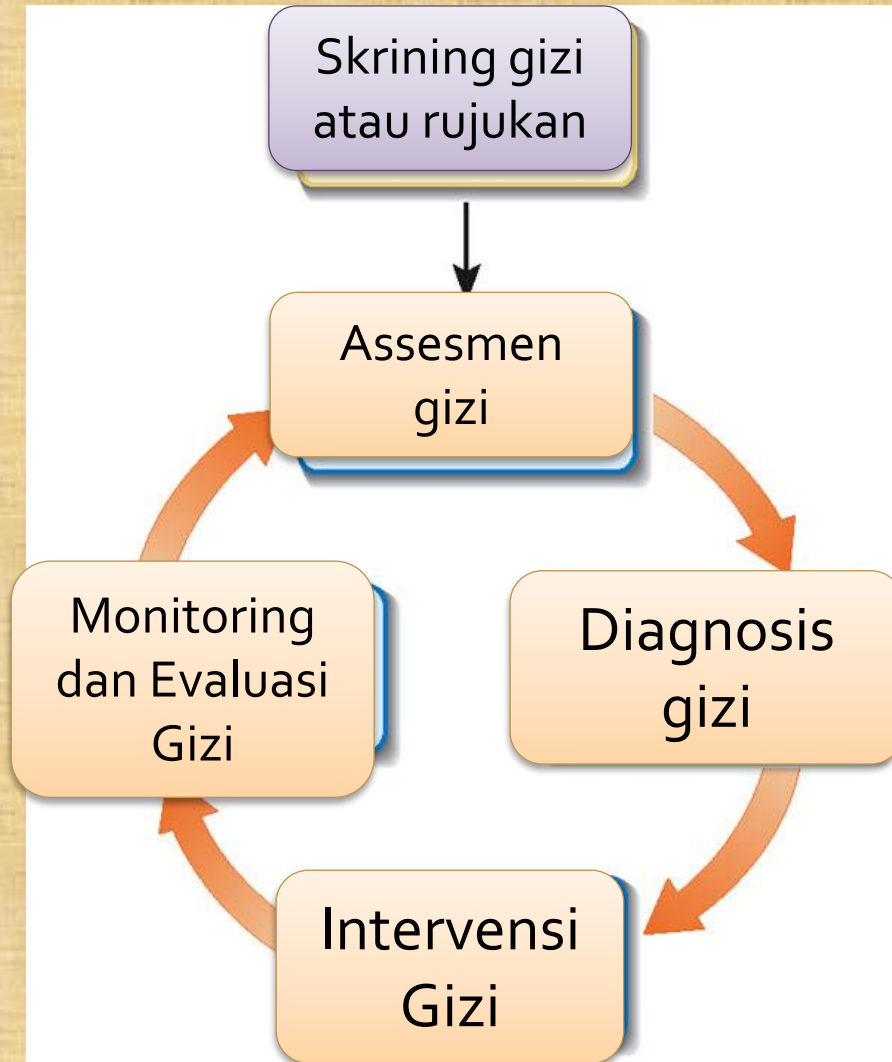 Skrining gizi
atau rujukan
Assesmen
gizi
Diagnosis
gizi
Intervensi
Gizi
Monitoring
dan Evaluasi
Gizi